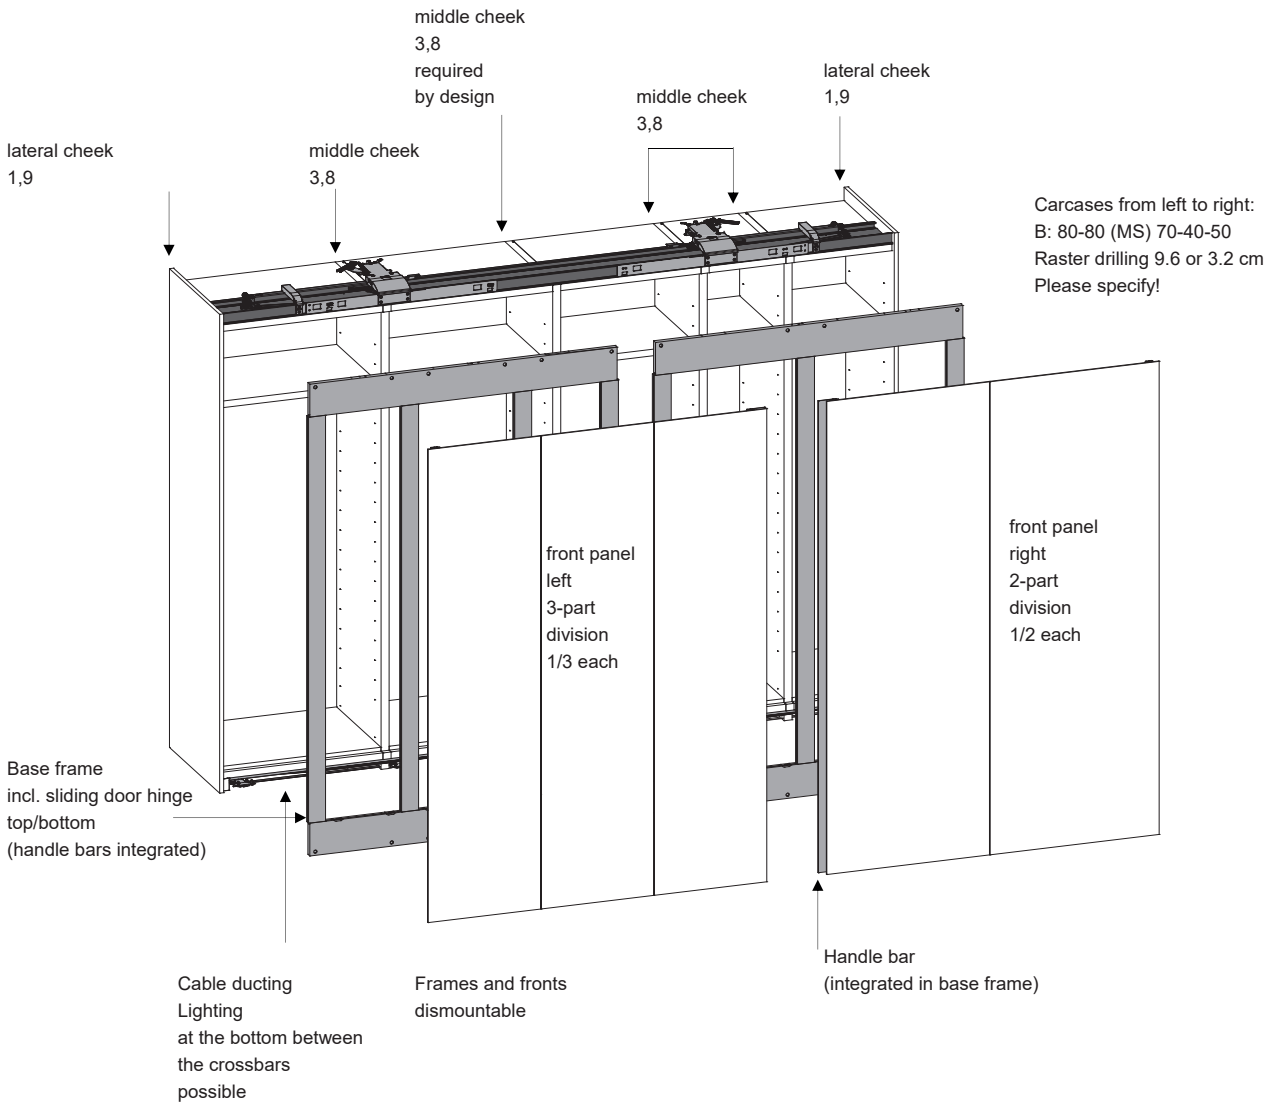 middle cheek
3,8
required
by design
lateral cheek
1,9
middle cheek
3,8
lateral cheek
1,9
middle cheek
3,8
Carcases from left to right:
B: 80-80 (MS) 70-40-50
Raster drilling 9.6 or 3.2 cm
Please specify!
front panel
left
3-part
division
1/3 each
front panel
right
2-part
division
1/2 each
Base frame
incl. sliding door hinge
top/bottom
(handle bars integrated)
Handle bar
(integrated in base frame)
Cable ducting
Lighting
at the bottom between
the crossbars
possible
Frames and fronts
dismountable